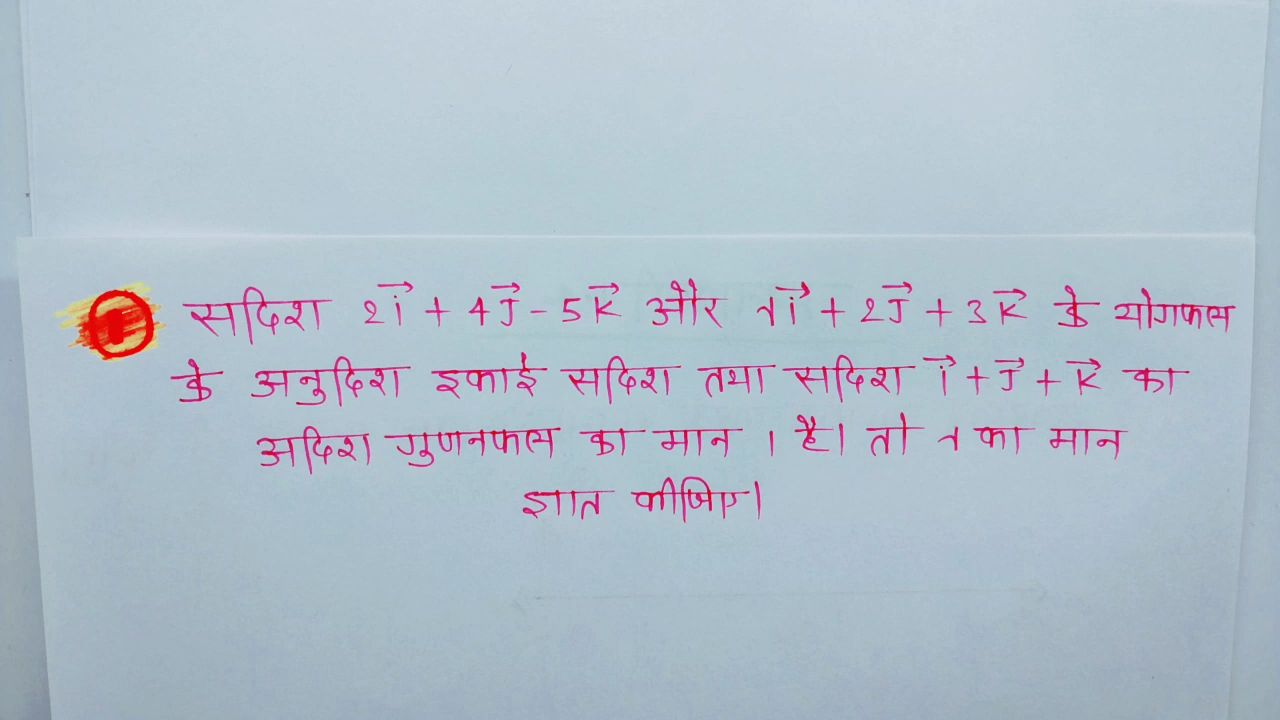 1 सदिश 2i⃗ + 4J⃗ - 5K⃗ और λi⃗ + 2J⃗ + 3K⃗ के योगफल
के अनुदिश इकाई सदिश तथा सदिश i⃗ + J⃗ + K⃗ का
अदिश गुणनफल का मान 1 है। तो λ का मान
ज्ञात कीजिए।